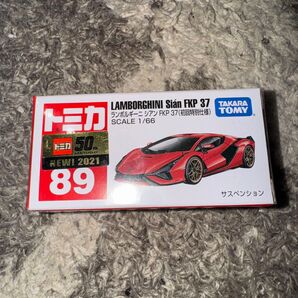 トミカ
50th
ANNIVERSARY
NEW! 2021
89
LAMBORGHINI Sián FKP 37
ランボルギーニ シアン FKP 37(初回特別仕様)
SCALE 1/66
TAKARA
TOMY
サスペンション